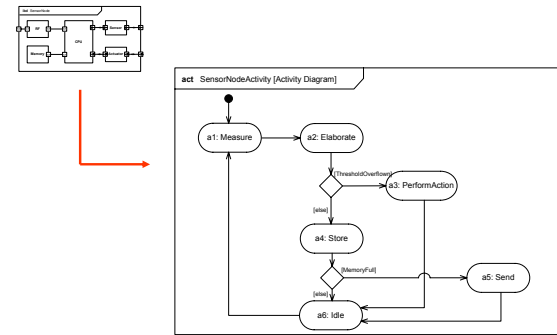 act SensorNode
RF
Sensor
CPU
Memory
Actuator
act SensorNodeActivity [Activity Diagram]
a1: Measure
a2: Elaborate
[ThresholdOverflown]
a3: PerformAction
[else]
a4: Store
[MemoryFull]
a5: Send
[else]
a6: Idle